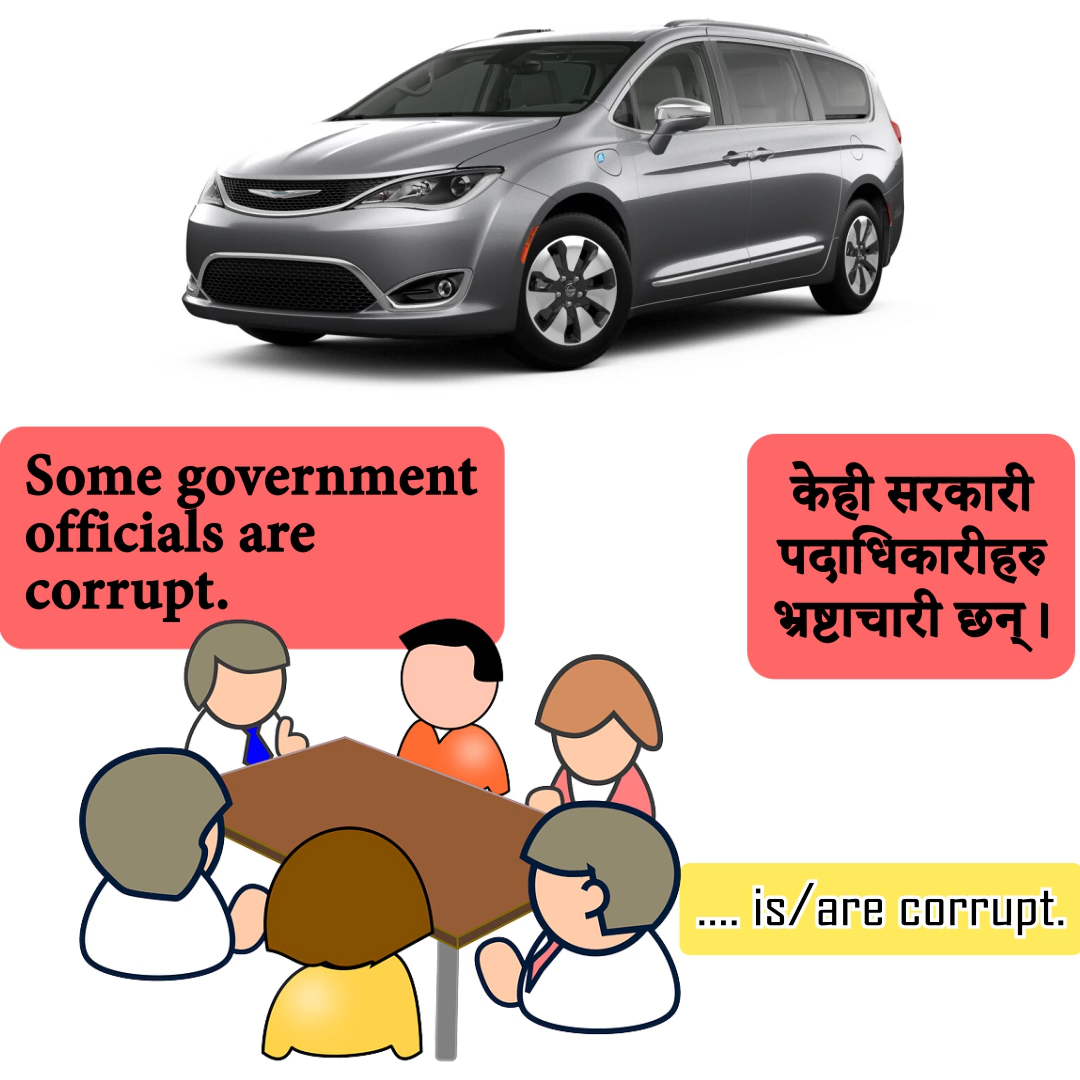 Some government
officials are
corrupt.
केही सरकारी
पदाधिकारीहरु
भ्रष्टाचारी छन् ।
.... is/are corrupt.